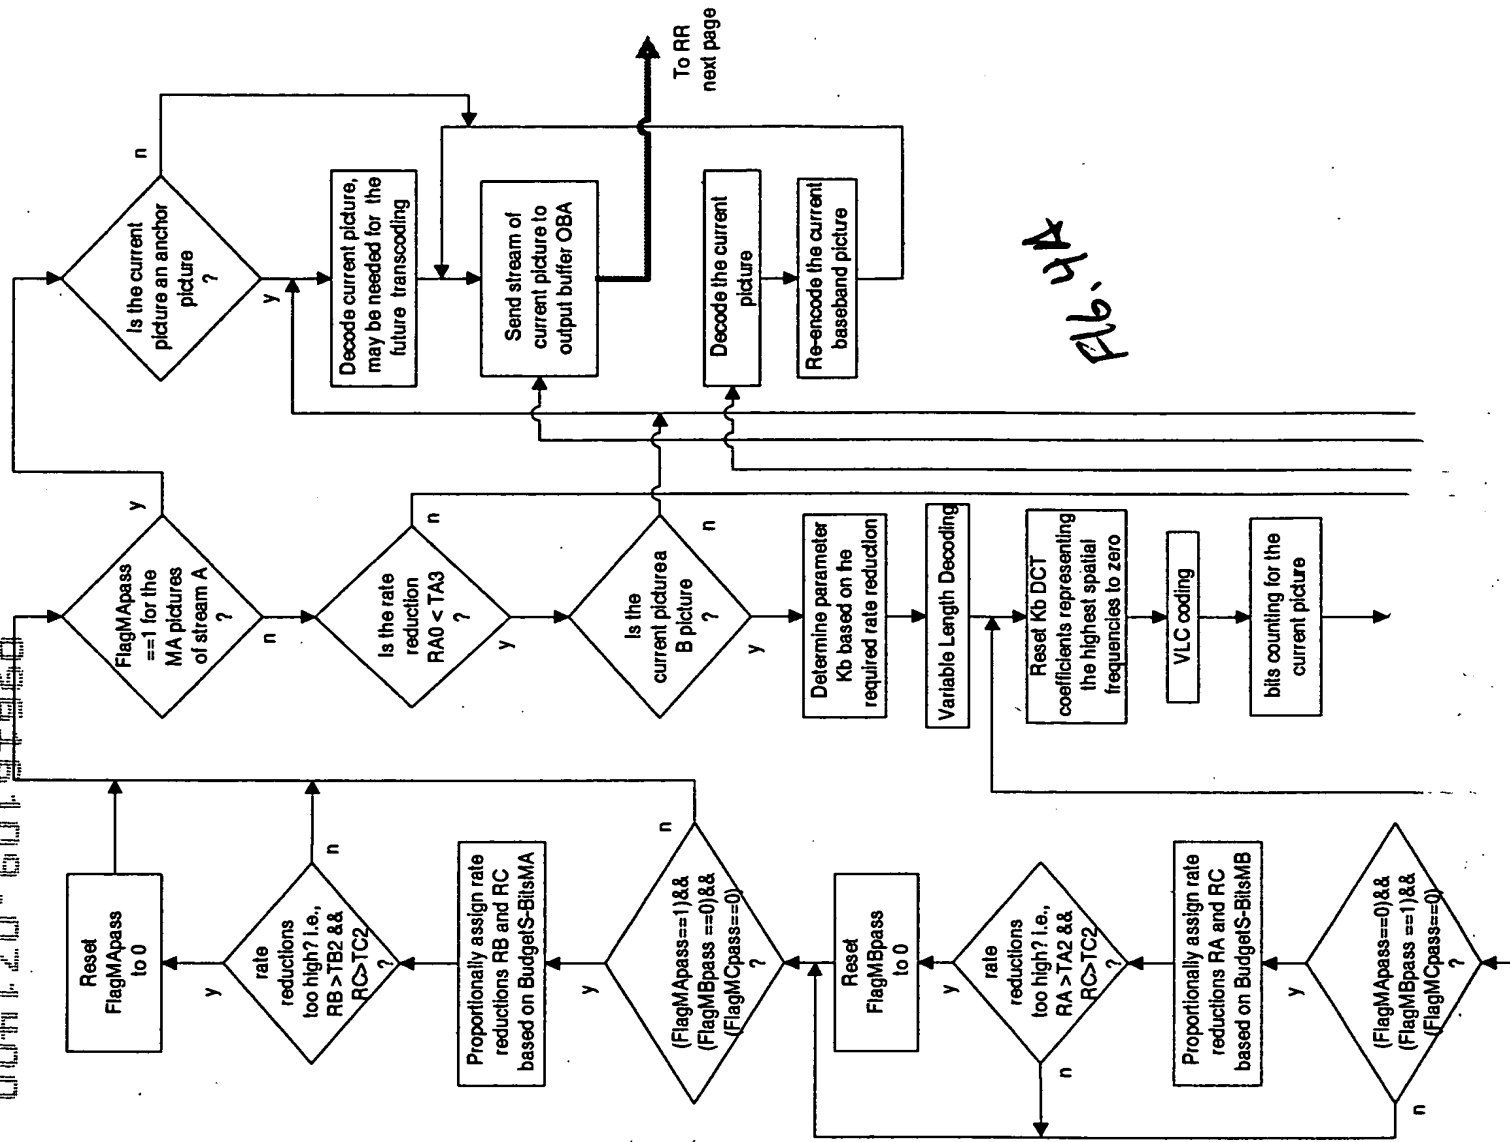 Reset
FlagMApass
to 0
y
rate
reductions
too high? i.e.,
RB>TB2 &&
RC>TC2
?
n
Proportionally assign rate
reductions RB and RC
based on BudgetS-BitsMA
y
(FlagMApass==1)&&
(FlagMBpass ==0)&&
(FlagMCpass==0)
?
n
Reset
FlagMBpass
to 0
y
rate
reductions
too high? i.e.,
RA>TA2 &&
RC>TC2
?
n
Proportionally assign rate
reductions RA and RC
based on BudgetS-BitsMB
y
(FlagMApass==0)&&
(FlagMBpass ==1)&&
(FlagMCpass==0)
?
n
FlagMApass
==1 for the
MA pictures
of stream A
?
y
n
Is the rate
reduction
RA0 < TA3
?
n
y
Is the
current picturea
B picture
?
n
y
Determine parameter
Kb based on he
required rate reduction
Variable Length Decoding
Reset Kb DCT
coefficients representing
the highest spatial
frequencies to zero
VLC coding
bits counting for the
current picture
Is the current
picture an anchor
picture
?
n
y
Decode current picture,
may be needed for the
future transcoding
Send stream of
current picture to
output buffer OBA
To RR
next page
Decode the current
picture
Re-encode the current
baseband picture
FIG. 4A